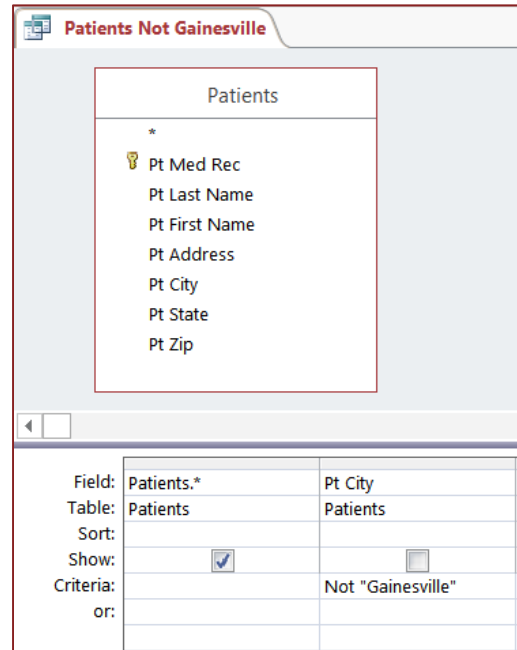 Patients Not Gainesville
Patients
*
Pt Med Rec
Pt Last Name
Pt First Name
Pt Address
Pt City
Pt State
Pt Zip
Field: Patients.* Pt City
Table: Patients Patients
Sort:
Show:
Criteria: Not "Gainesville"
or: